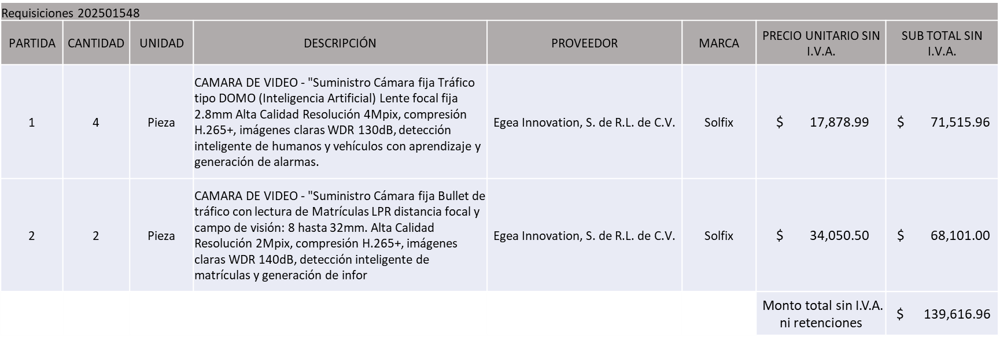 Requisiciones 202501548
PARTIDA CANTIDAD UNIDAD DESCRIPCIÓN PROVEEDOR MARCA PRECIO UNITARIO SIN I.V.A. SUB TOTAL SIN I.V.A.
1 4 Pieza
CAMARA DE VIDEO - "Suministro Cámara fija Tráfico
tipo DOMO (Inteligencia Artificial) Lente focal fija
2.8mm Alta Calidad Resolución 4Mpix, compresión
H.265+, imágenes claras WDR 130dB, detección
inteligente de humanos y vehículos con aprendizaje y
generación de alarmas.
Egea Innovation, S. de R.L. de C.V. Solfix $ 17,878.99 $ 71,515.96
2 2 Pieza
CAMARA DE VIDEO - "Suministro Cámara fija Bullet de
tráfico con lectura de Matrículas LPR distancia focal y
campo de visión: 8 hasta 32mm. Alta Calidad
Resolución 2Mpix, compresión H.265+, imágenes
claras WDR 140dB, detección inteligente de
matrículas y generación de infor
Egea Innovation, S. de R.L. de C.V. Solfix $ 34,050.50 $ 68,101.00
Monto total sin I.V.A.
ni retenciones
$ 139,616.96